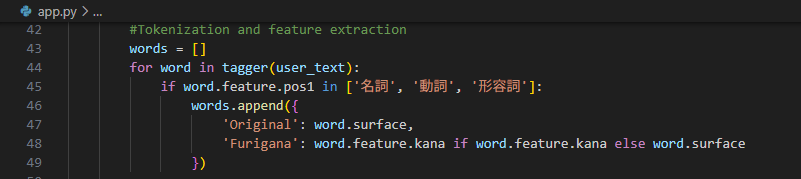 app.py > ...
42 #Tokenization and feature extraction
43 words = []
44 for word in tagger(user_text):
45 if word.feature.pos1 in ['名詞', '動詞', '形容詞']:
46 words.append({
47 'Original': word.surface,
48 'Furigana': word.feature.kana if word.feature.kana else word.surface
49 })